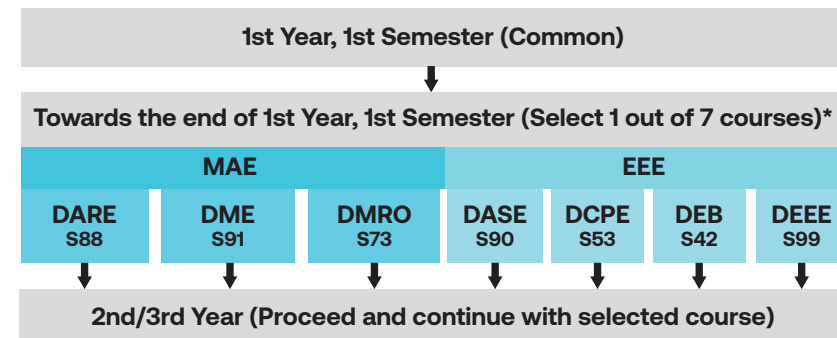 1st Year, 1st Semester (Common)
Towards the end of 1st Year, 1st Semester (Select 1 out of 7 courses)*
MAE EEE
DARE DME DMRO DASE DCPE DEB DEEE
S88 S91 S73 S90 S53 S42 S99
2nd/3rd Year (Proceed and continue with selected course)